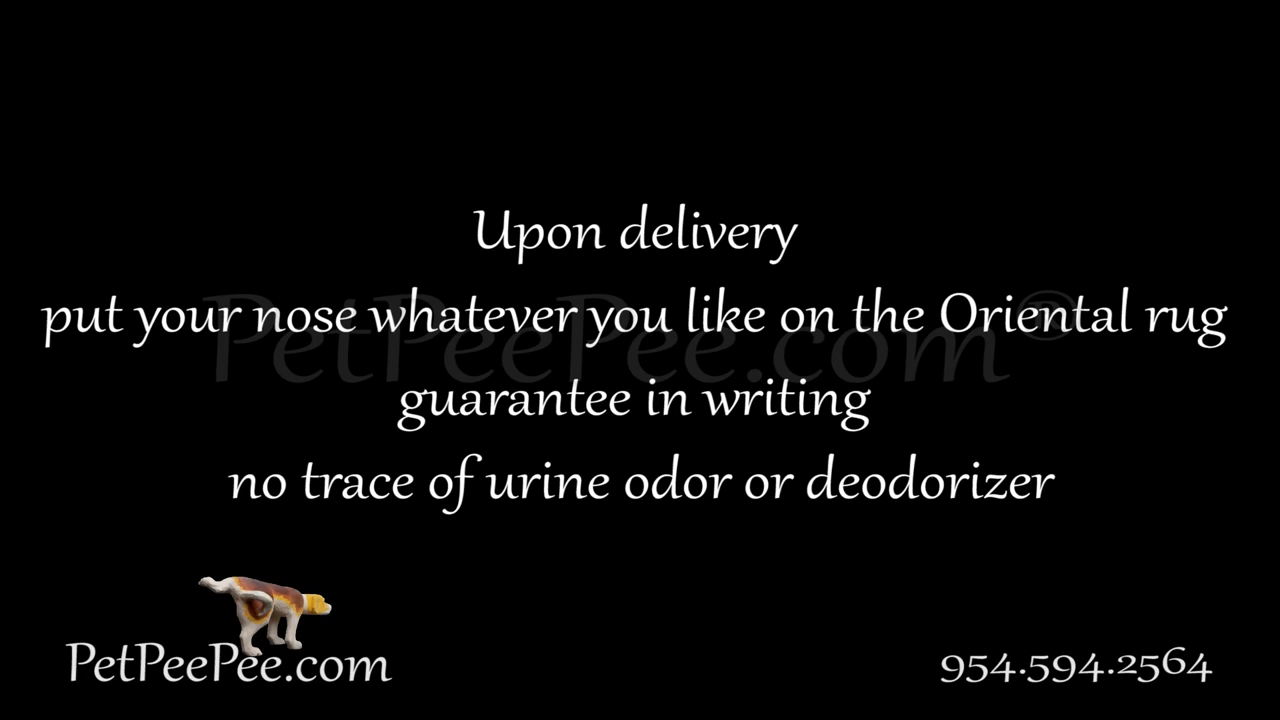 Upon delivery
put your nose whatever you like on the Oriental rug
PetPeePee.com®
guarantee in writing
no trace of urine odor or deodorizer
PetPeePee.com
954.594.2564